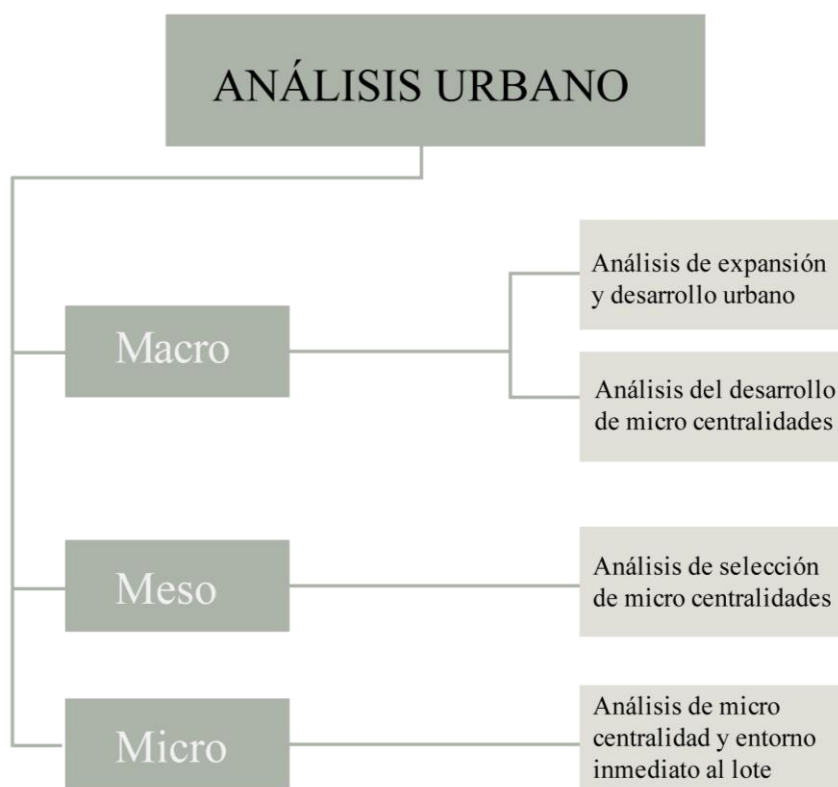 ANÁLISIS URBANO
Macro
Análisis de expansión
y desarrollo urbano
Análisis del desarrollo
de micro centralidades
Meso
Análisis de selección
de micro centralidades
Micro
Análisis de micro
centralidad y entorno
inmediato al lote